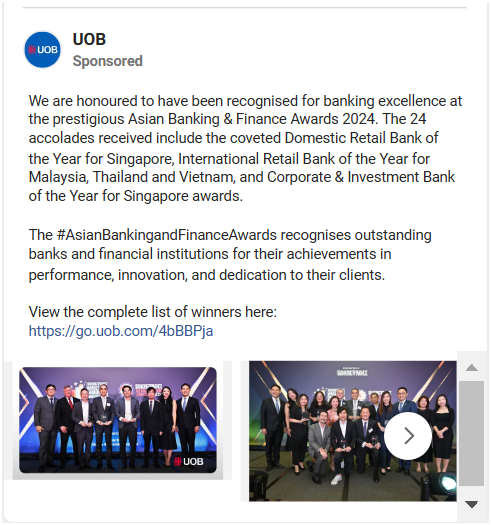 UOB
UOB
Sponsored
We are honoured to have been recognised for banking excellence at
the prestigious Asian Banking & Finance Awards 2024. The 24
accolades received include the coveted Domestic Retail Bank of
the Year for Singapore, International Retail Bank of the Year for
Malaysia, Thailand and Vietnam, and Corporate & Investment Bank
of the Year for Singapore awards.
The #AsianBankingandFinanceAwards recognises outstanding
banks and financial institutions for their achievements in
performance, innovation, and dedication to their clients.
View the complete list of winners here:
https://go.uob.com/4bBBPja
UOB
BANKING&FINANCE